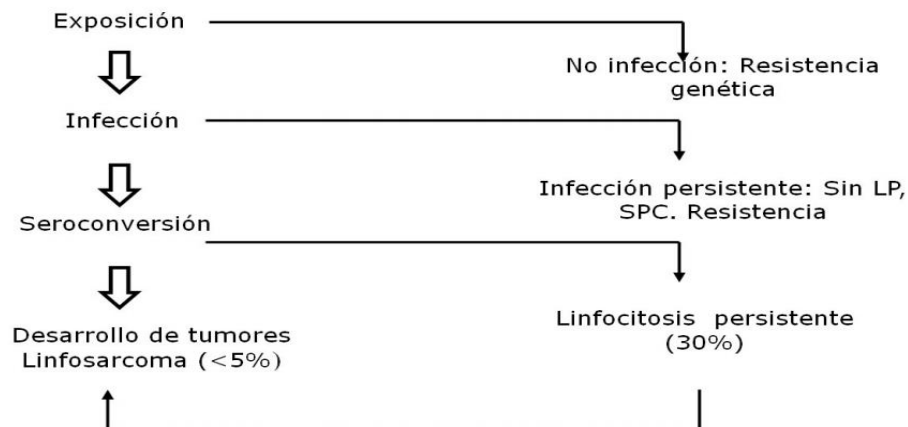 Exposición
No infección: Resistencia
genética
Infección
Infección persistente: Sin LP,
SPC. Resistencia
Seroconversión
Desarrollo de tumores
Linfosarcoma (<5%)
Linfocitosis persistente
(30%)